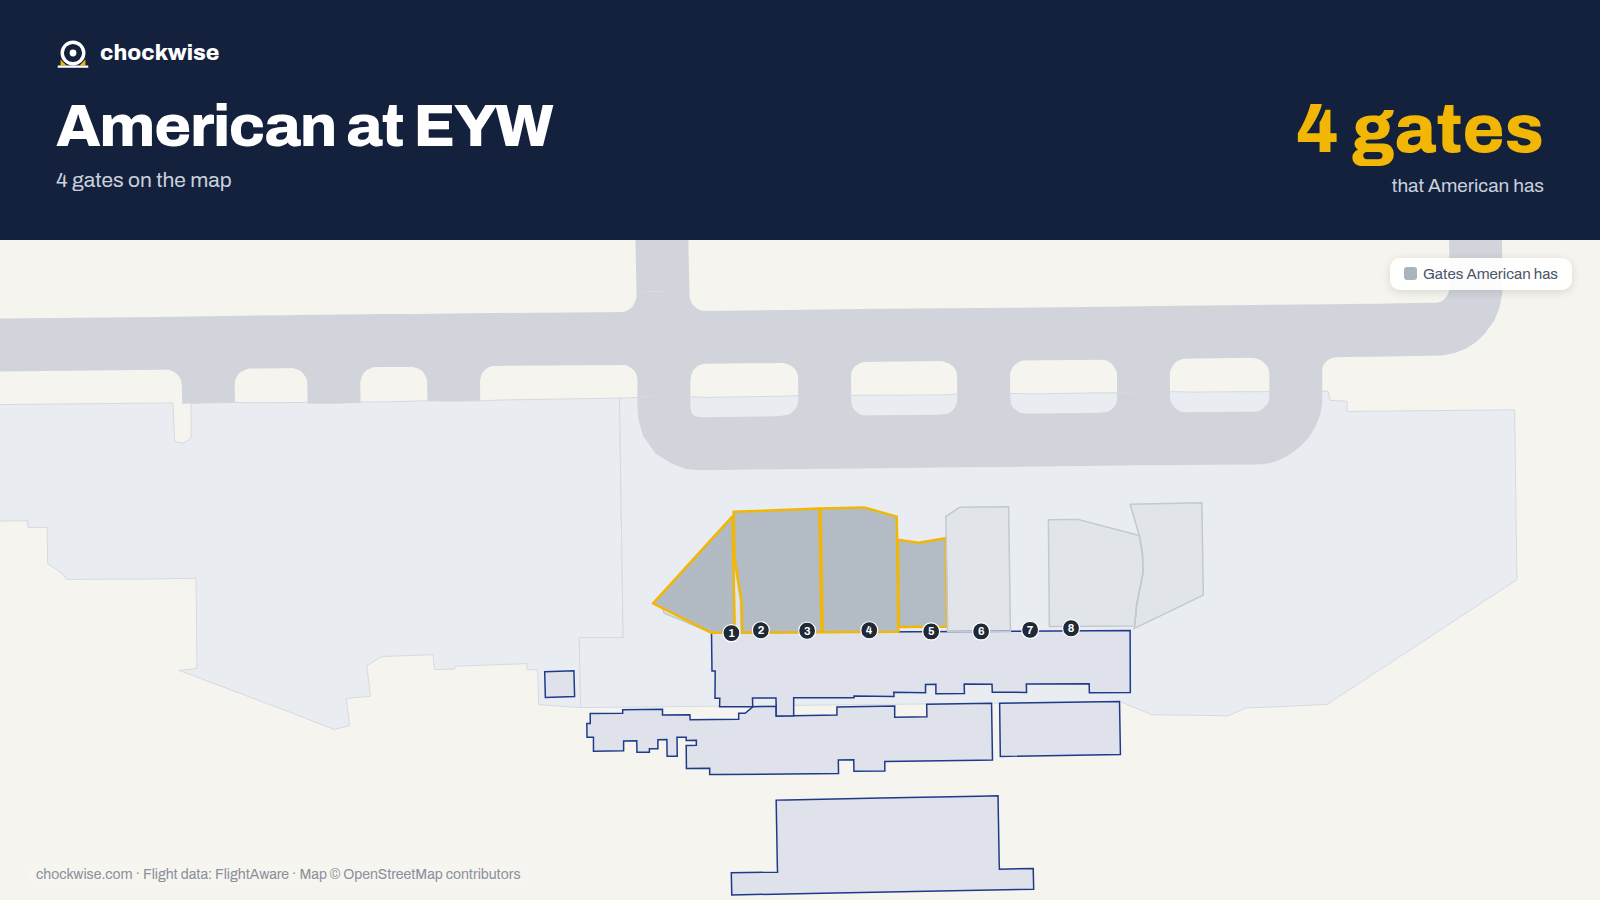 chockwise
American at EYW
4 gates on the map
4 gates
that American has
Gates American has
1
2
3
4
5
6
7
8
chockwise.com · Flight data: FlightAware · Map © OpenStreetMap contributors